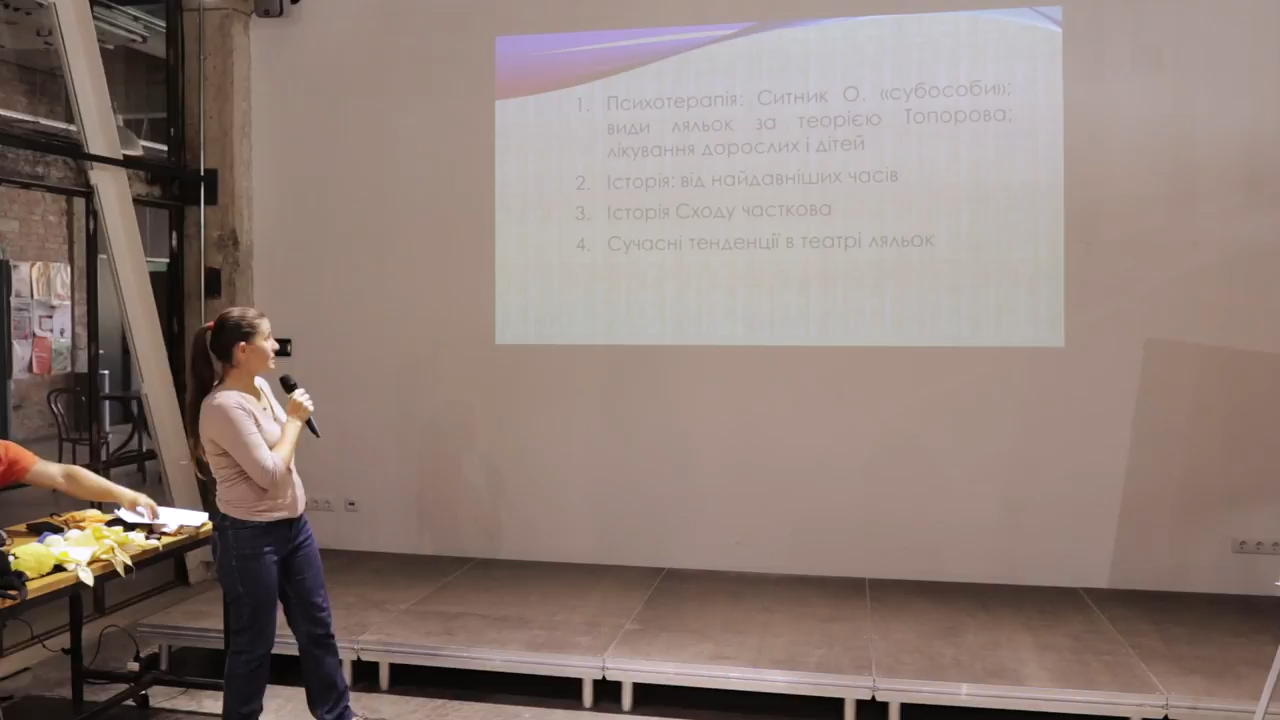 1. Психотерапія: Ситник О. «субособи»;
види ляльок за теорією Топорова;
лікування дорослих і дітей
2. Історія: від найдавніших часів
3. Історія Сходу часткова
4. Сучасні тенденції в театрі ляльок